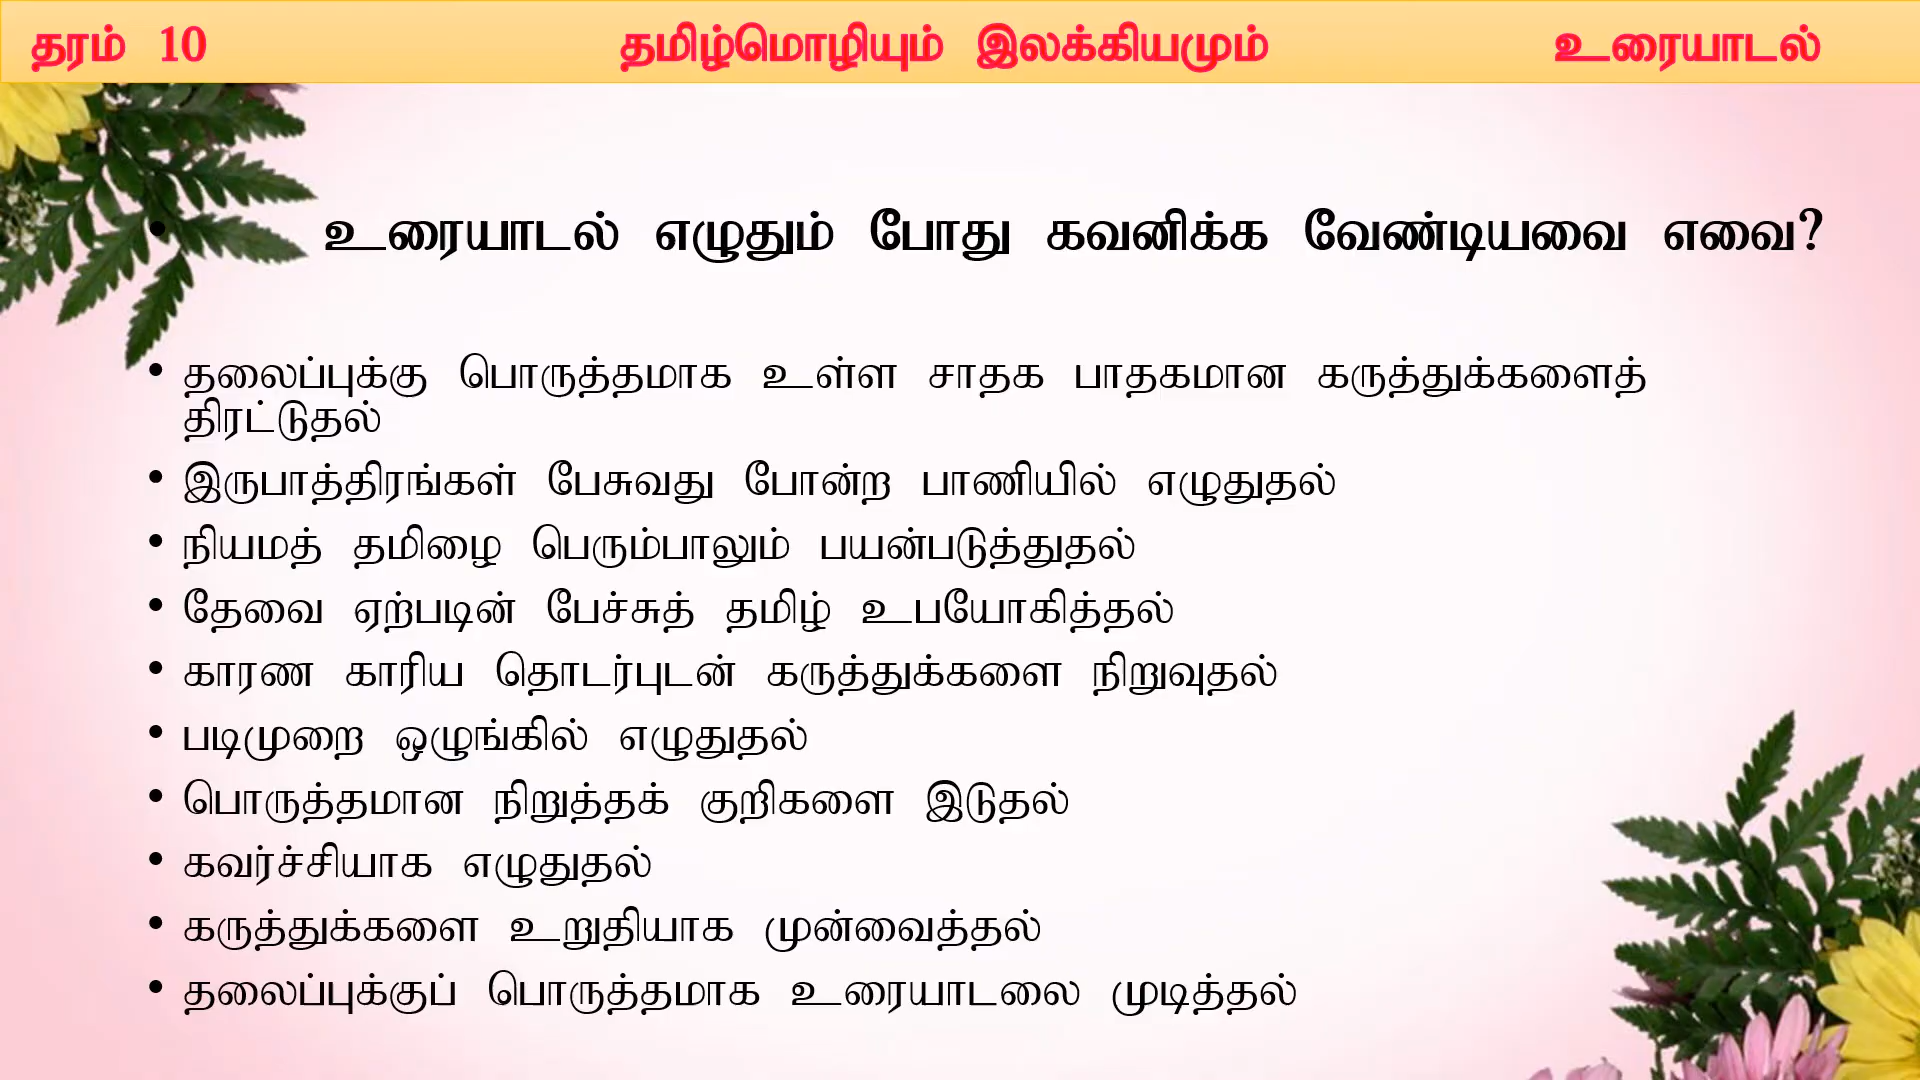 தரம் 10 தமிழ்மொழியும் இலக்கியமும் உரையாடல்
• உரையாடல் எழுதும் போது கவனிக்க வேண்டியவை எவை?
• தலைப்புக்கு பொருத்தமாக உள்ள சாதக பாதகமான கருத்துக்களைத்
திரட்டுதல்
• இருபாத்திரங்கள் பேசுவது போன்ற பாணியில் எழுதுதல்
• நியமத் தமிழை பெரும்பாலும் பயன்படுத்துதல்
• தேவை ஏற்படின் பேச்சுத் தமிழ் உபயோகித்தல்
• காரண காரிய தொடர்புடன் கருத்துக்களை நிறுவுதல்
• படிமுறை ஒழுங்கில் எழுதுதல்
• பொருத்தமான நிறுத்தக் குறிகளை இடுதல்
• கவர்ச்சியாக எழுதுதல்
• கருத்துக்களை உறுதியாக முன்வைத்தல்
• தலைப்புக்குப் பொருத்தமாக உரையாடலை முடித்தல்